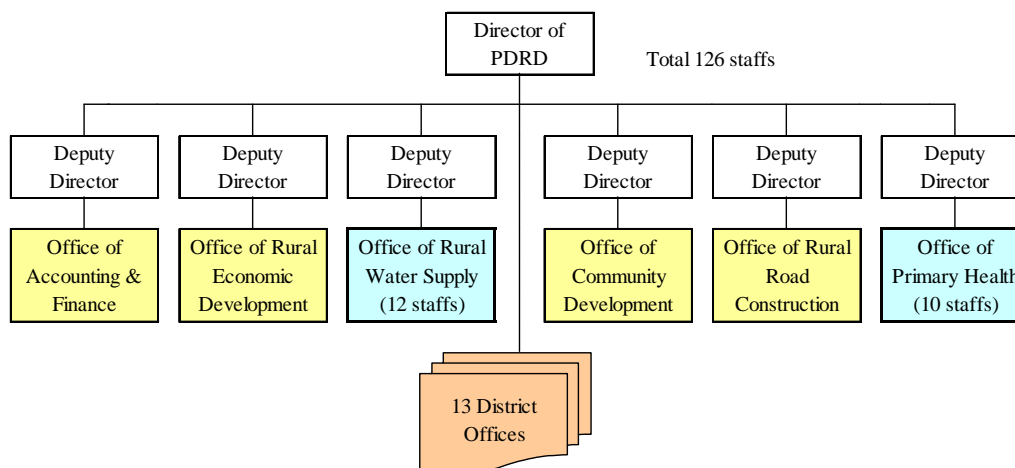 Director of
PDRD
Total 126 staffs
Deputy
Director
Deputy
Director
Deputy
Director
Deputy
Director
Deputy
Director
Deputy
Director
Office of
Accounting &
Finance
Office of Rural
Economic
Development
Office of Rural
Water Supply
(12 staffs)
Office of
Community
Development
Office of Rural
Road
Construction
Office of
Primary Health
(10 staffs)
13 District
Offices